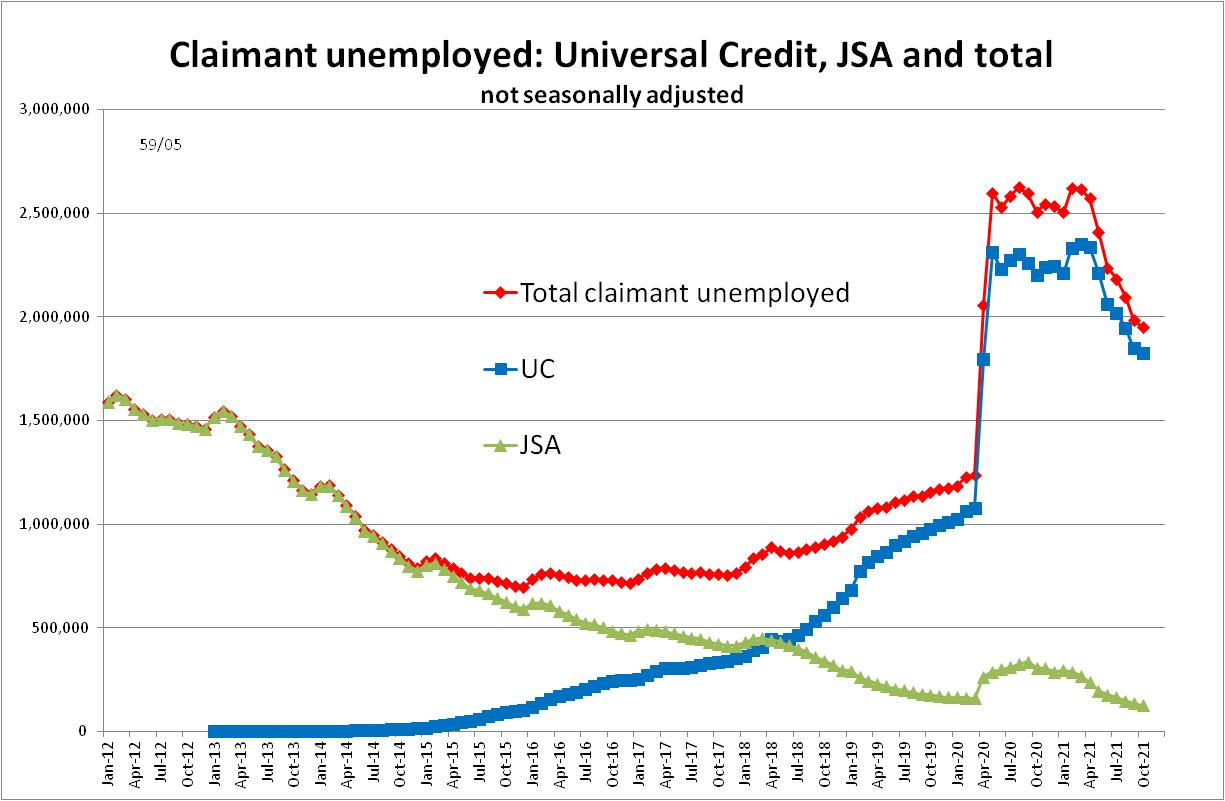 Claimant unemployed: Universal Credit, JSA and total
not seasonally adjusted
3,000,000
59/05
2,500,000
Total claimant unemployed
2,000,000
UC
1,500,000
JSA
1,000,000
500,000
0
Jan-12
Apr-12
Jul-12
Oct-12
Jan-13
Apr-13
Jul-13
Oct-13
Jan-14
Apr-14
Jul-14
Oct-14
Jan-15
Apr-15
Jul-15
Oct-15
Jan-16
Apr-16
Jul-16
Oct-16
Jan-17
Apr-17
Jul-17
Oct-17
Jan-18
Apr-18
Jul-18
Oct-18
Jan-19
Apr-19
Jul-19
Oct-19
Jan-20
Apr-20
Jul-20
Oct-20
Jan-21
Apr-21
Jul-21
Oct-21